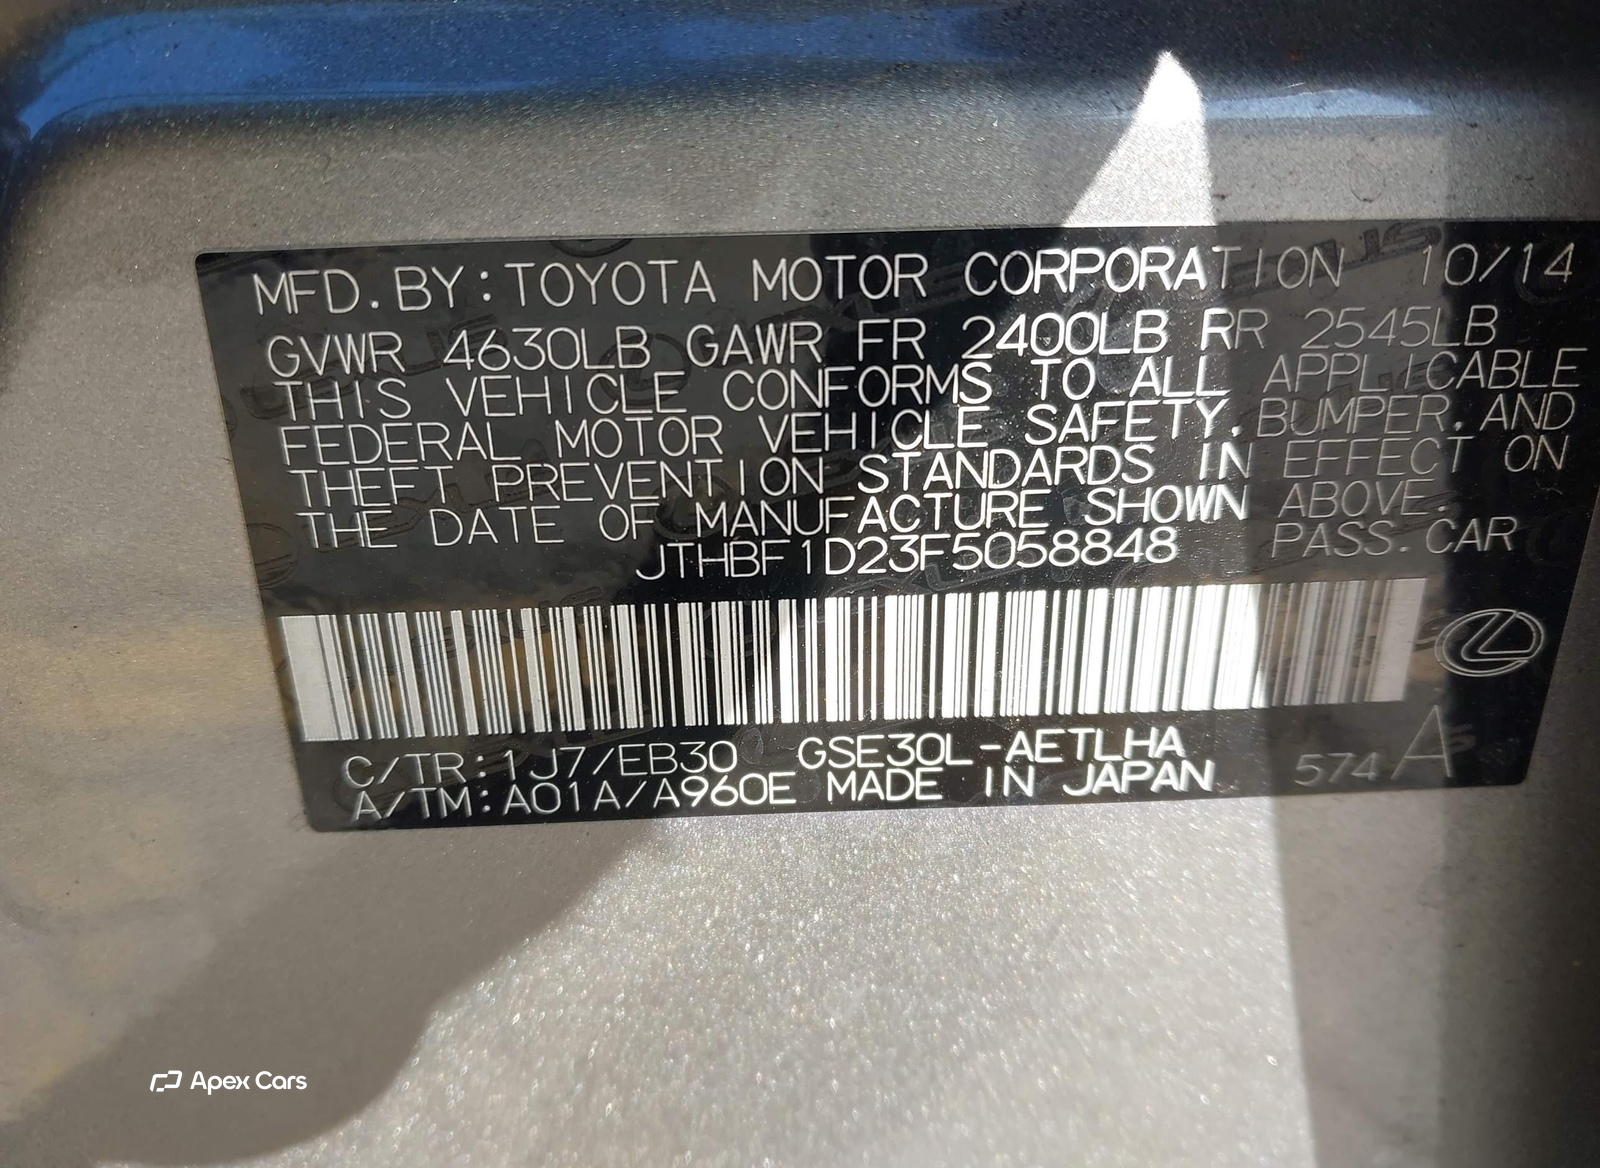 MFD. BY: TOYOTA MOTOR CORPORATION 10/14
GVWR 4630LB GAWR FR 2400LB RR 2545LB
THIS VEHICLE CONFORMS TO ALL APPLICABLE
FEDERAL MOTOR VEHICLE SAFETY, BUMPER, AND
THEFT PREVENTION STANDARDS IN EFFECT ON
THE DATE OF MANUFACTURE SHOWN ABOVE.
JTHBF1D23F5058848 PASS. CAR
C/TR: 1J7/EB30 GSE30L-AETLHA
A/TM: A01A/A960E MADE IN JAPAN 574 A
Apex Cars